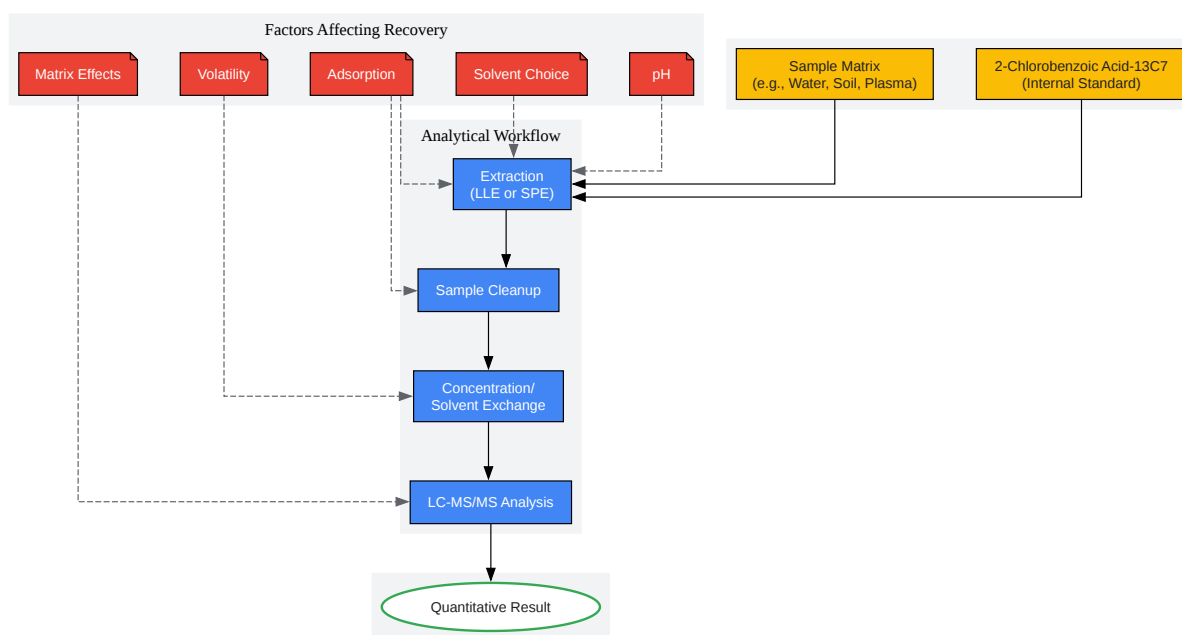 Factors Affecting Recovery
Matrix Effects
Volatility
Adsorption
Solvent Choice
pH
Sample Matrix
(e.g., Water, Soil, Plasma)
2-Chlorobenzoic Acid-13C7
(Internal Standard)
Analytical Workflow
Extraction
(LLE or SPE)
Sample Cleanup
Concentration/
Solvent Exchange
LC-MS/MS Analysis
Quantitative Result